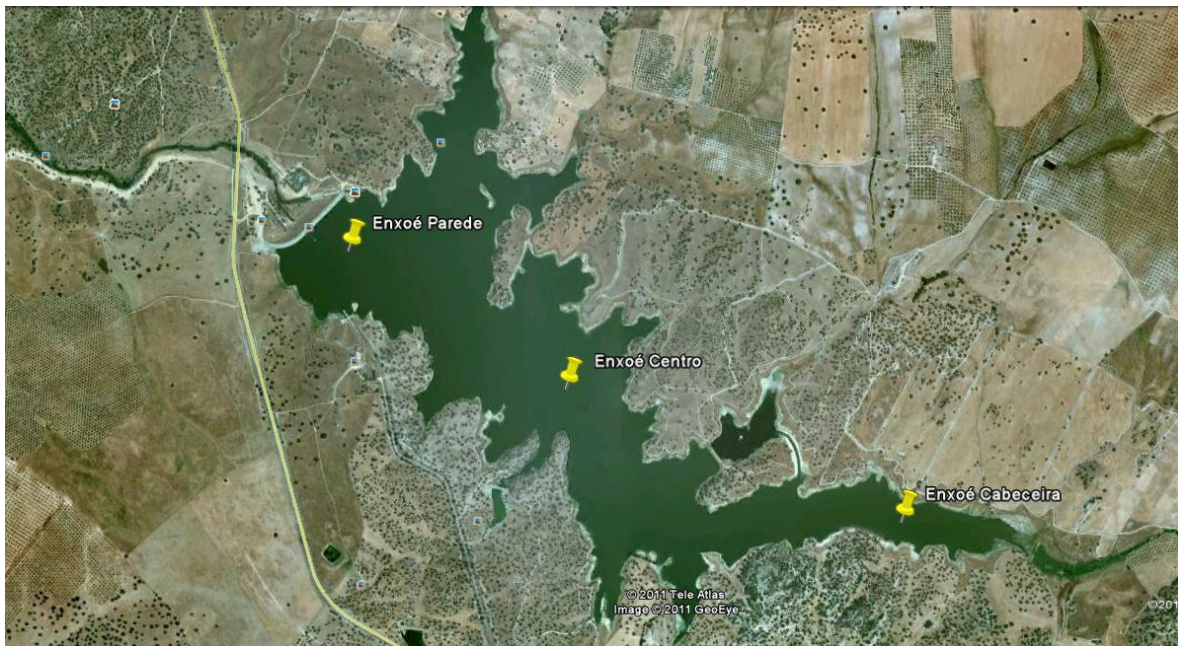 Enxoé Parede
Enxoé Centro
Enxoé Cabeceira
© 2011 Tele Atlas
Image © 2011 GeoEye